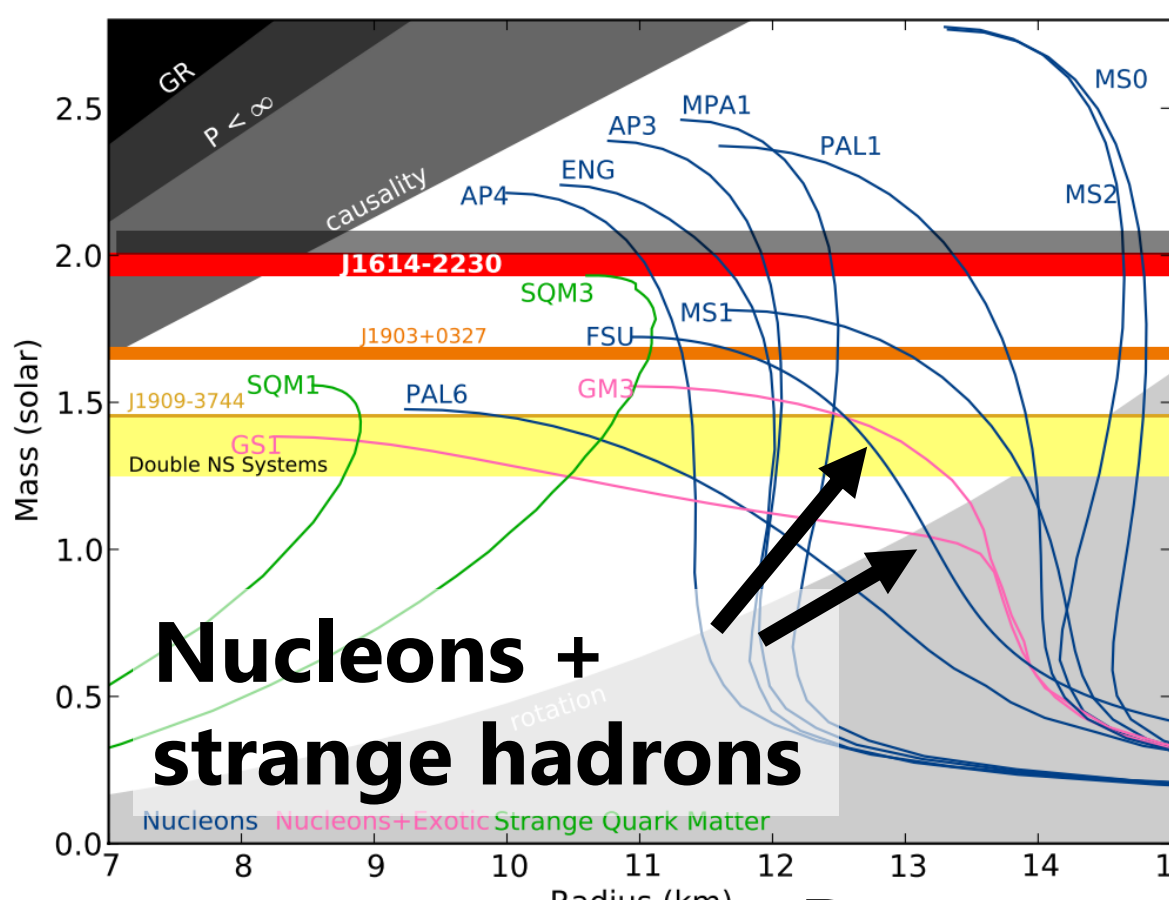 GR
P < ∞
causality
MS0
MPA1
AP3
PAL1
ENG
AP4
MS2
J1614-2230
SQM3
MS1
J1903+0327
FSU
GM3
SQM1
J1909-3744
PAL6
GS1
Double NS Systems
Nucleons +
strange hadrons
rotation
Nucleons Nucleons+Exotic Strange Quark Matter
Mass (solar)
2.5
2.0
1.5
1.0
0.5
0.0
7 8 9 10 11 12 13 14 1
Radius (km)